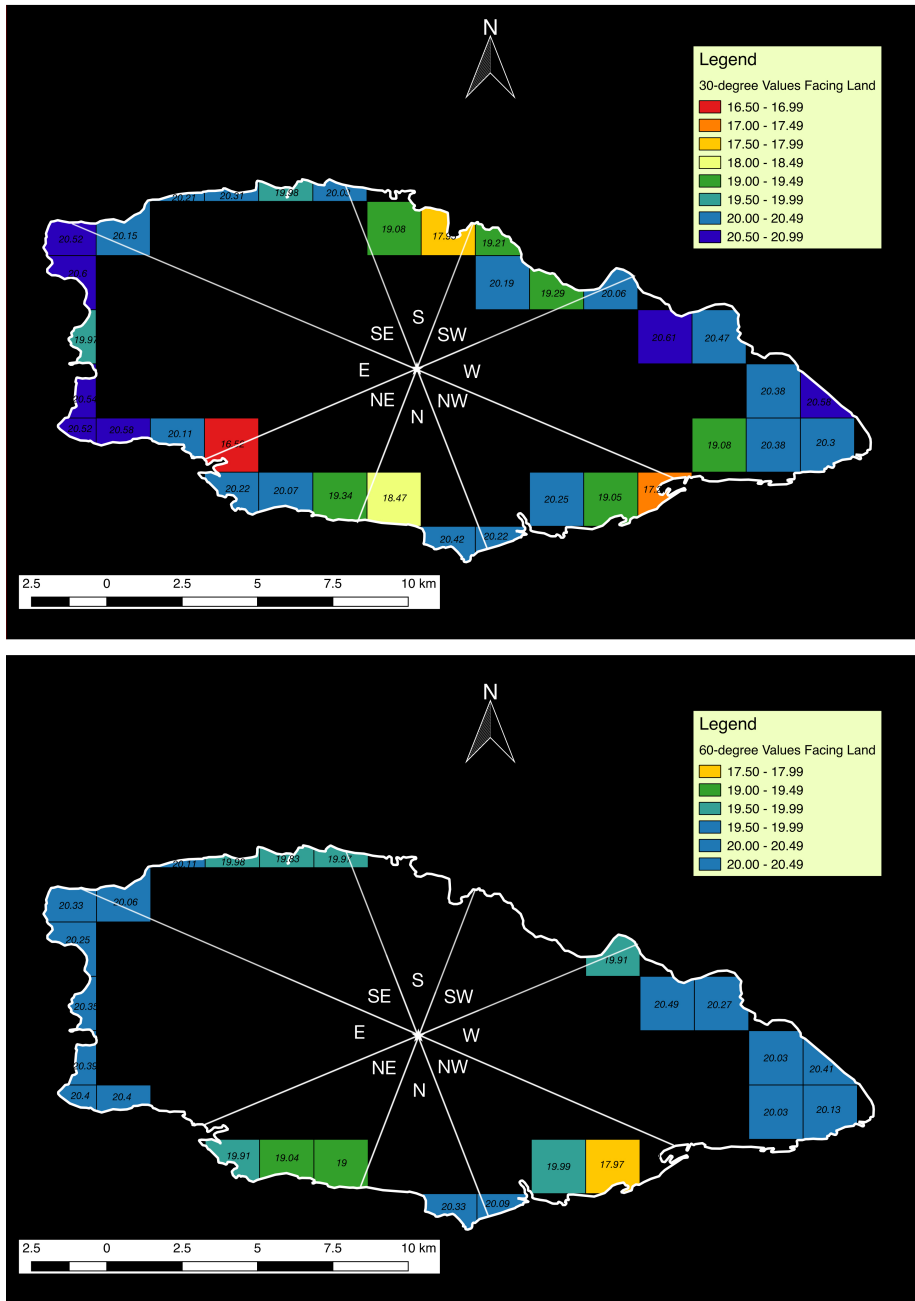 N
Legend
30-degree Values Facing Land
16.50 - 16.99
17.00 - 17.49
17.50 - 17.99
18.00 - 18.49
19.00 - 19.49
19.50 - 19.99
20.00 - 20.49
20.50 - 20.99
20.21 20.31 19.98
20.52 20.15 19.08 19.21
20.6 20.19 19.29 20.06
S
SE SW
19.97 20.61 20.47
E W
NE NW
N
20.54 20.38
20.52 20.58 20.11 19.08 20.38 20.3
20.22 20.07 19.34 18.47 20.25 19.05
20.42 20.22
2.5 0 2.5 5 7.5 10 km
N
Legend
60-degree Values Facing Land
17.50 - 17.99
19.00 - 19.49
19.50 - 19.99
19.50 - 19.99
20.00 - 20.49
20.00 - 20.49
20.11 19.98 19.83 19.97
20.33 20.06
20.25 19.91
S
SE SW
20.35 20.49 20.27
E W
NE NW
N
20.39 20.03 20.41
20.4 20.4 20.03 20.13
19.91 19.04 19 19.99 17.97
20.33 20.09
2.5 0 2.5 5 7.5 10 km